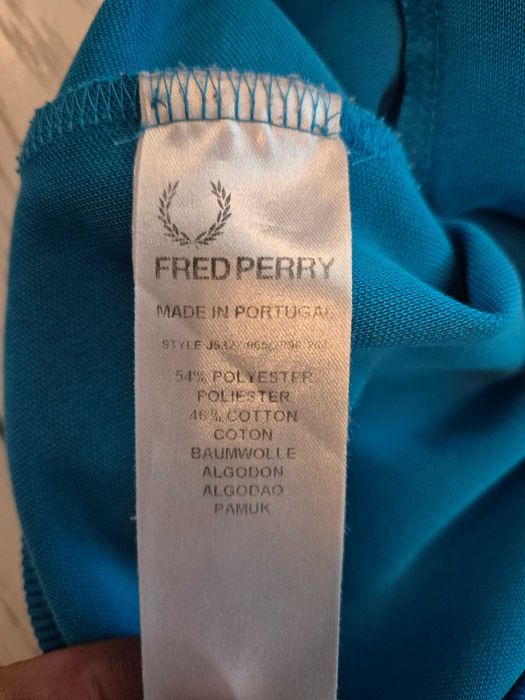 FRED PERRY
MADE IN PORTUGAL
STYLE
54% POLYESTER
POLIESTER
46% COTTON
COTON
BAUMWOLLE
ALGODON
ALGODAO
PAMUK